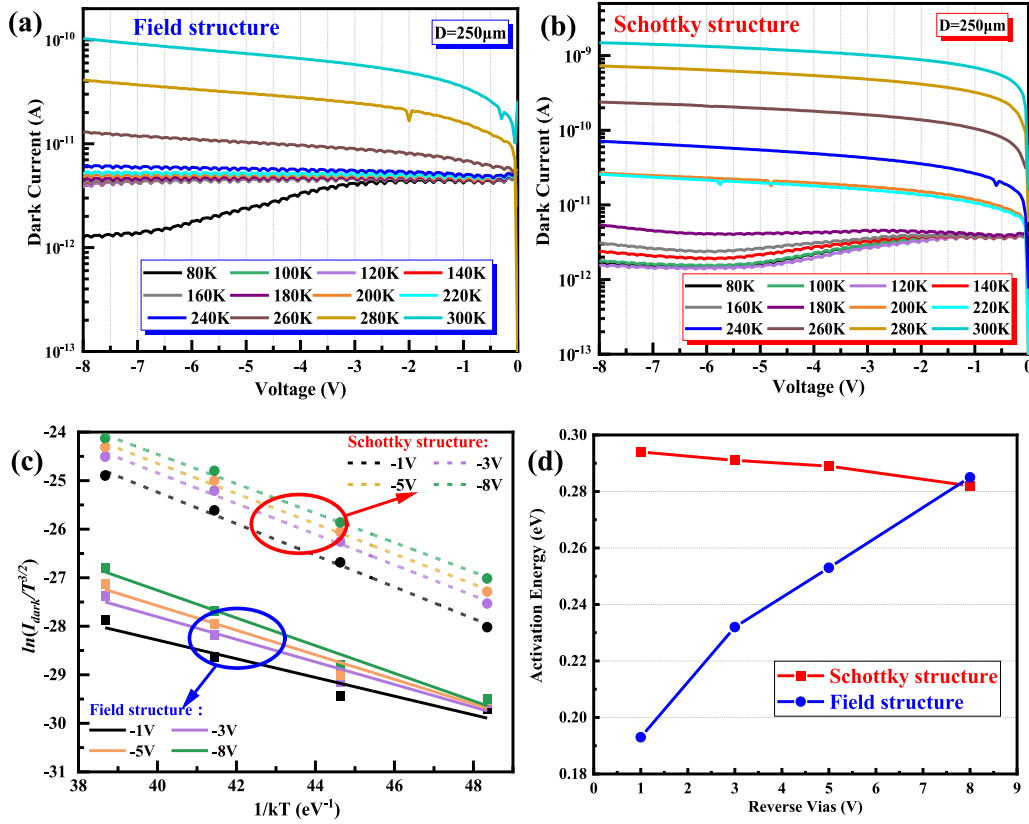 (a)
Field structure
D=250μm
Dark Current (A)
10-10
10-11
10-12
10-13
80K 100K 120K 140K
160K 180K 200K 220K
240K 260K 280K 300K
-8 -7 -6 -5 -4 -3 -2 -1 0
Voltage (V)
(b)
Schottky structure
D=250μm
Dark Current (A)
10-9
10-10
10-11
10-12
10-13
80K 100K 120K 140K
160K 180K 200K 220K
240K 260K 280K 300K
-8 -7 -6 -5 -4 -3 -2 -1 0
Voltage (V)
(c)
Schottky structure:
-1V -3V
-5V -8V
ln(Idark/T3/2)
-24
-25
-26
-27
-28
-29
-30
-31
Field structure :
-1V -3V
-5V -8V
40 42 44 46 48
1/kT (eV-1)
(d)
Activation Energy (eV)
0.30
0.28
0.26
0.24
0.22
0.20
0.18
Schottky structure
Field structure
0 1 2 3 4 5 6 7 8 9
Reverse Vias (V)